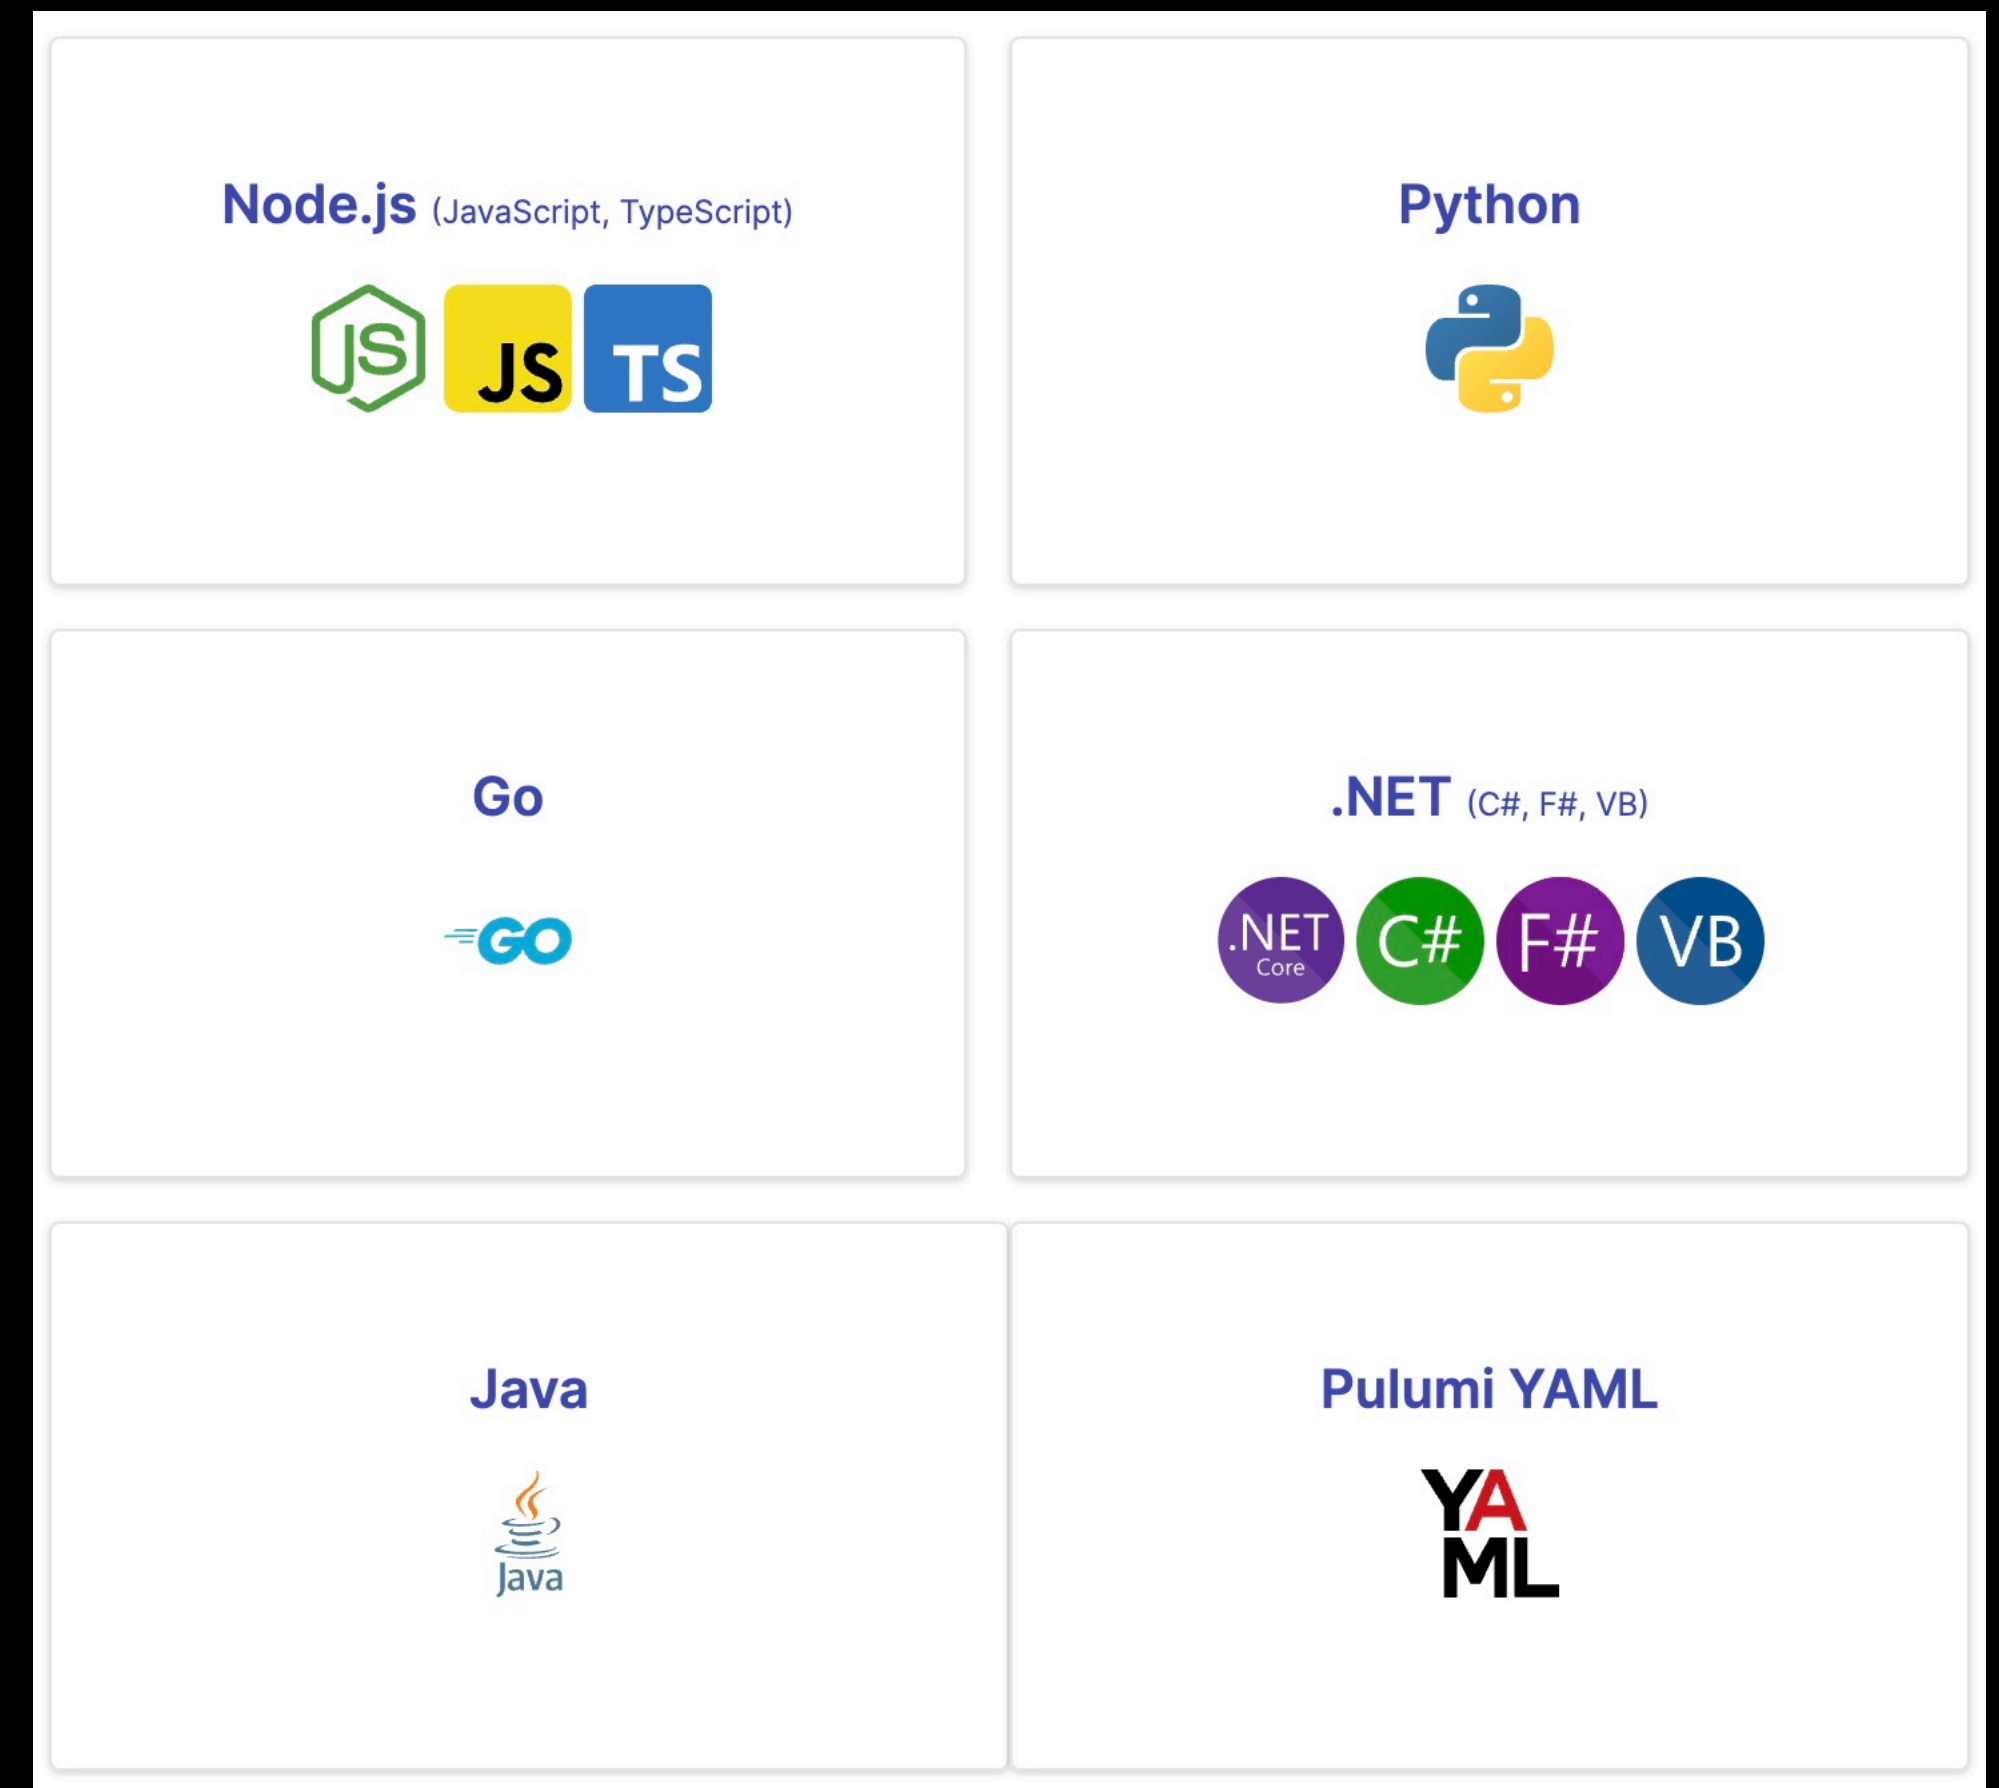 Node.js (JavaScript, TypeScript)
JS JS TS
Python
Go
GO
.NET (C#, F#, VB)
.NET Core C# F# VB
Java
Java
Pulumi YAML
YA
ML